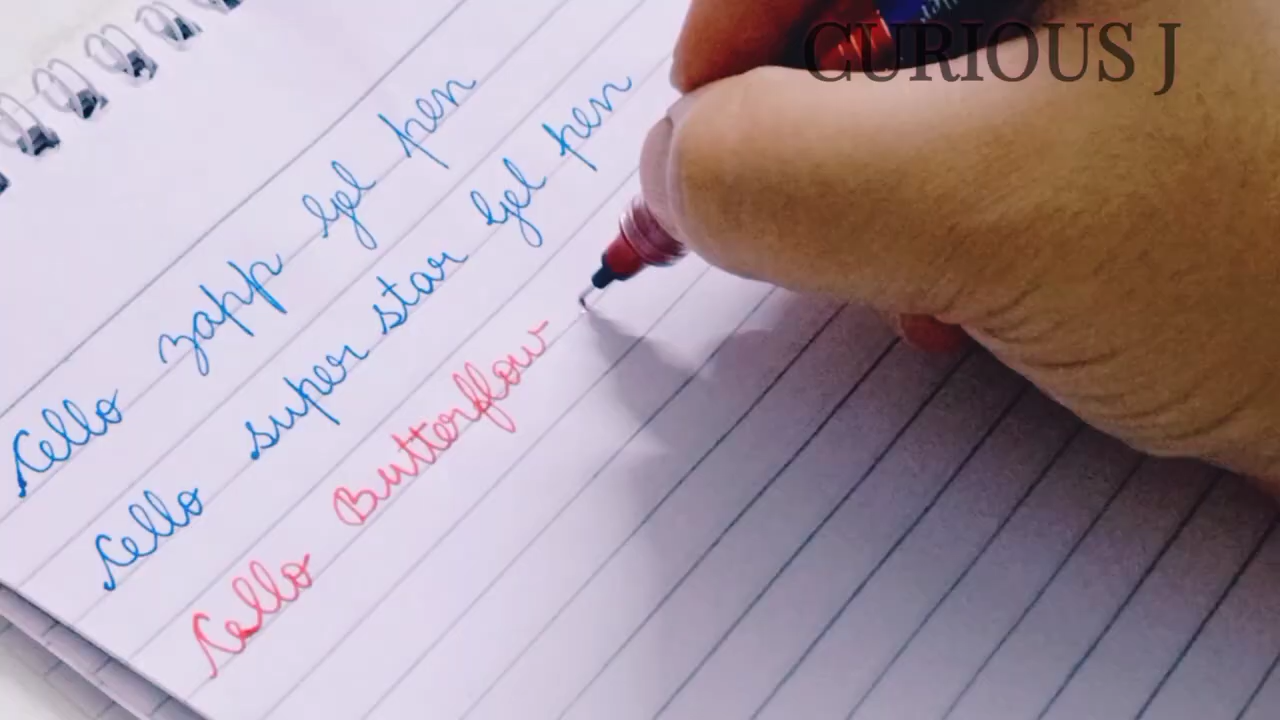 CURIOUS J
Cello zapp Gel pen
Cello super star Gel pen
Cello Butterflow